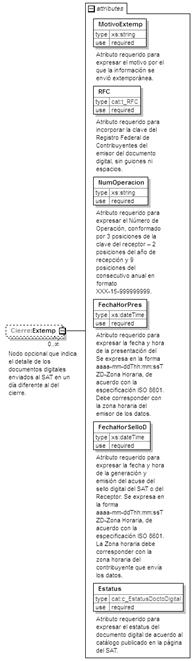 attributes
MotivoExtemp
type xs:string
use required
Atributo requerido para
expresar el motivo por el
que la información se
envió extemporánea.
RFC
type cat:t_RFC
use required
Atributo requerido para
incorporar la clave del
Registro Federal de
Contribuyentes del
emisor del documento
digital, sin guiones ni
espacios.
NumOperacion
type xs:string
use required
Atributo requerido para
expresar el Número de
Operación, conformado
por 3 posiciones de la
clave del receptor – 2
posiciones del año de
recepción y 9
posiciones del
consecutivo anual en
formato
XXX-15-999999999.
Cierre:Extemp
0..∞
Nodo opcional que indica
el detalle de los
documentos digitales
enviados al SAT en un
día diferente al del
cierre.
FechaHorPres
type xs:dateTime
use required
Atributo requerido para
expresar la fecha y hora
de la presentación del
Se expresa en la forma
aaaa-mm-ddThh:mm:ssT
ZD-Zona Horaria, de
acuerdo con la
especificación ISO 8601.
Debe corresponder con
la zona horaria del
emisor de los datos.
FechaHorSelloD
type xs:dateTime
use required
Atributo requerido para
expresar la fecha y hora
de la generación y
emisión del acuse del
sello digital del SAT o del
Receptor. Se expresa en
la forma
aaaa-mm-ddThh:mm:ssT
ZD-Zona Horaria, de
acuerdo con la
especificación ISO 8601.
La Zona horaria debe
corresponder con la
zona horaria del
contribuyente que envía
los datos.
Estatus
type cat:c_EstatusDoctoDigital
use required
Atributo requerido para
expresar el estatus del
documento digital de acuerdo al
catálogo publicado en la página
del SAT.